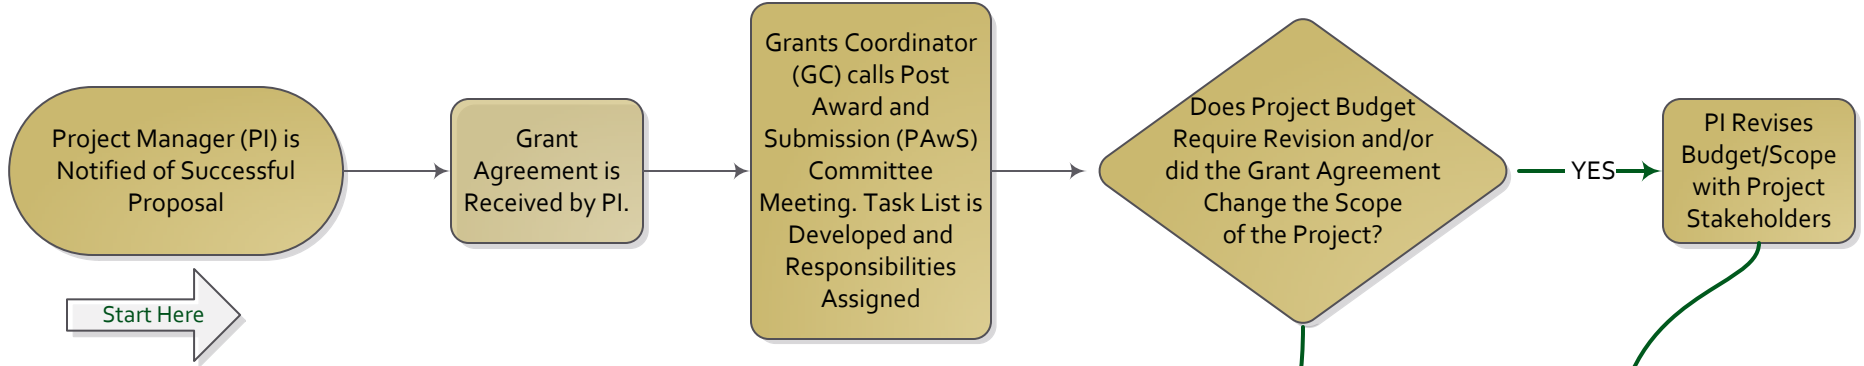 Project Manager (PI) is
Notified of Successful
Proposal
Start Here
Grant
Agreement is
Received by PI.
Grants Coordinator
(GC) calls Post
Award and
Submission (PAwS)
Committee
Meeting. Task List is
Developed and
Responsibilities
Assigned
Does Project Budget
Require Revision and/or
did the Grant Agreement
Change the Scope
of the Project?
YES
PI Revises
Budget/Scope
with Project
Stakeholders